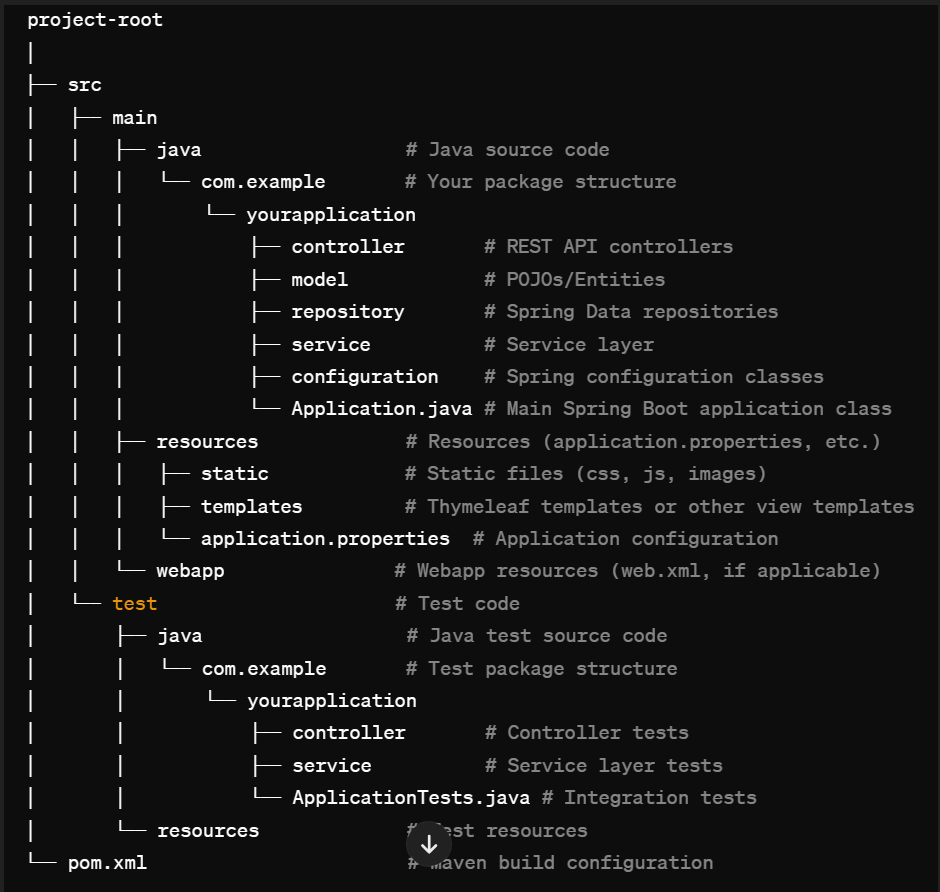 project-root
│
├── src
│   ├── main
│   │   ├── java                  # Java source code
│   │   │   └── com.example       # Your package structure
│   │   │       └── yourapplication
│   │   │           ├── controller       # REST API controllers
│   │   │           ├── model            # POJOs/Entities
│   │   │           ├── repository       # Spring Data repositories
│   │   │           ├── service          # Service layer
│   │   │           ├── configuration    # Spring configuration classes
│   │   │           └── Application.java # Main Spring Boot application class
│   │   ├── resources             # Resources (application.properties, etc.)
│   │   │   ├── static            # Static files (css, js, images)
│   │   │   ├── templates         # Thymeleaf templates or other view templates
│   │   │   └── application.properties  # Application configuration
│   │   └── webapp               # Webapp resources (web.xml, if applicable)
│   └── test                     # Test code
│       ├── java                  # Java test source code
│       │   └── com.example       # Test package structure
│       │       └── yourapplication
│       │           ├── controller       # Controller tests
│       │           ├── service          # Service layer tests
│       │           └── ApplicationTests.java # Integration tests
│       └── resources             # Test resources
└── pom.xml                       # Maven build configuration